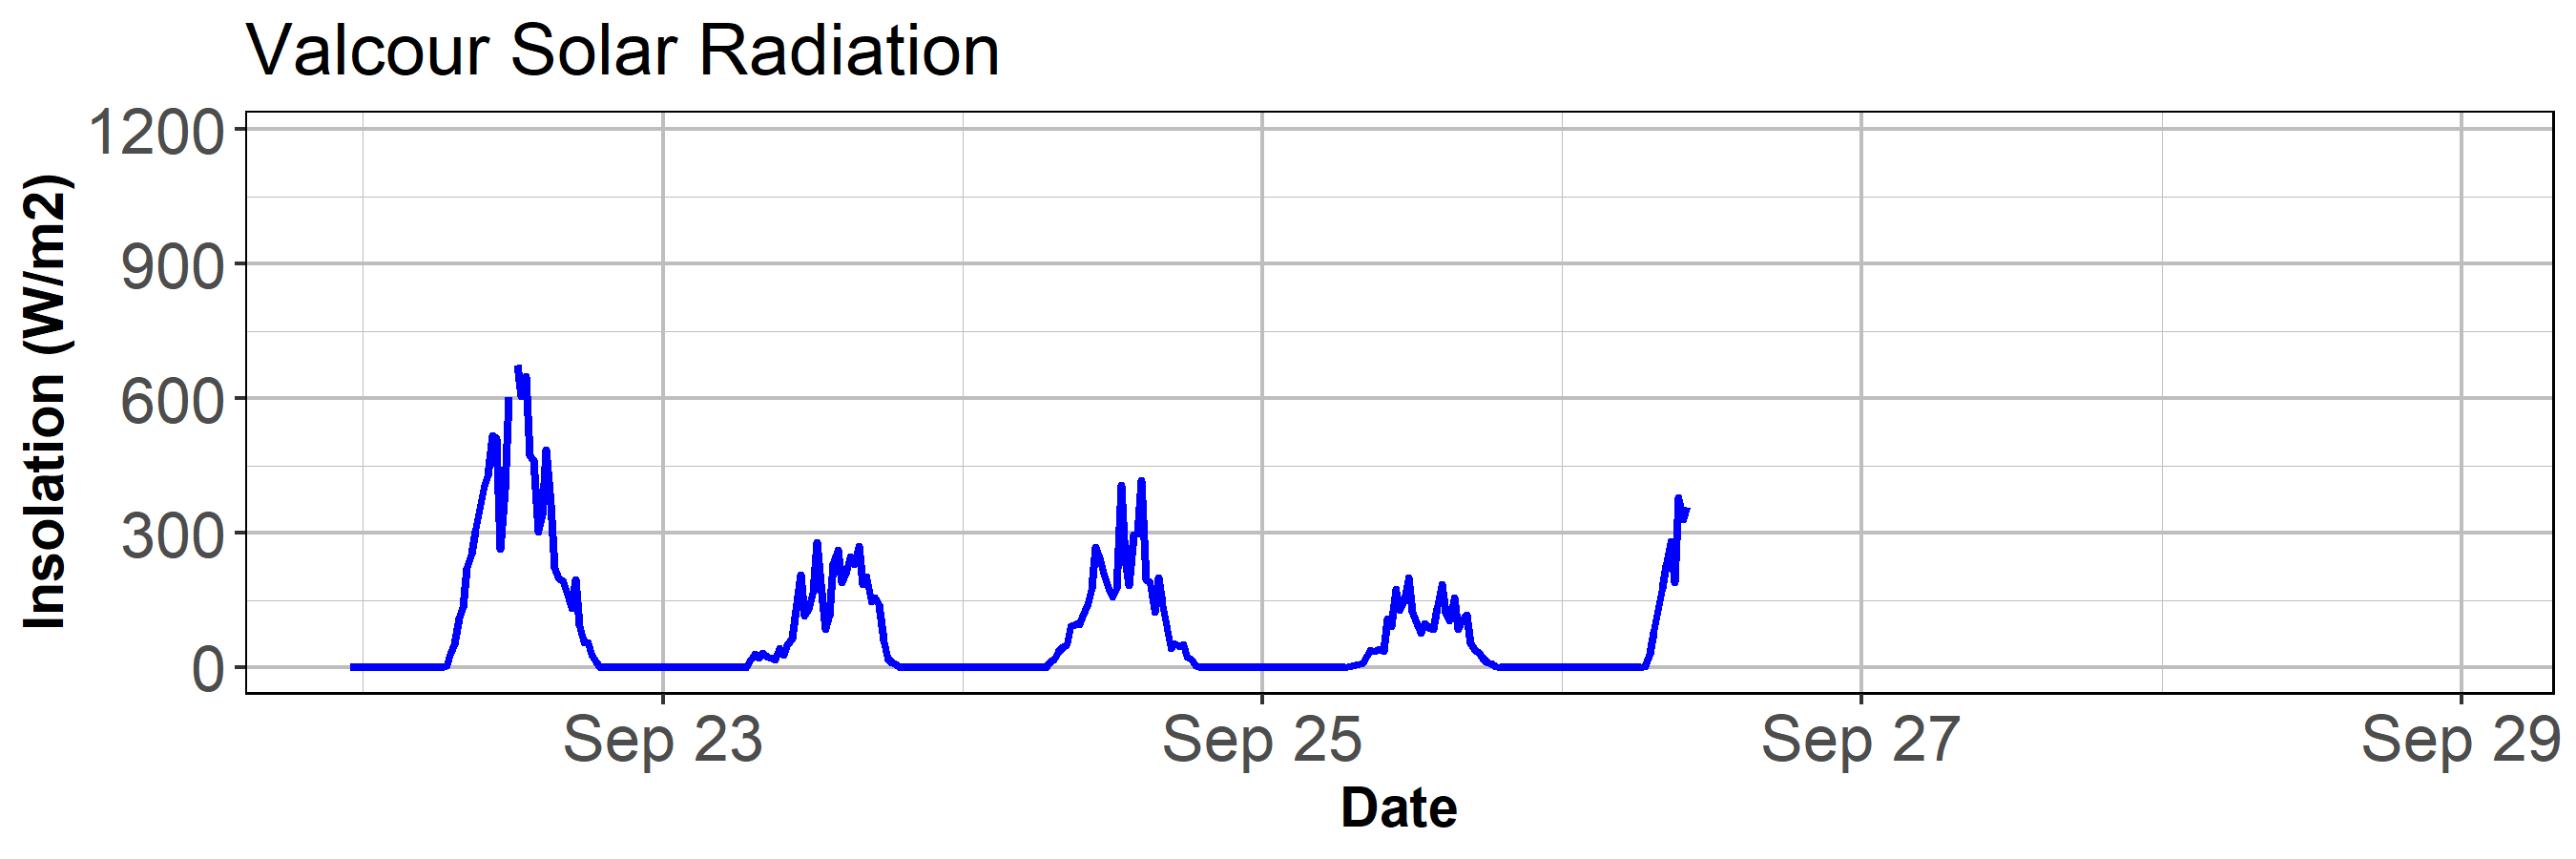 Valcour Solar Radiation
1200
900
600
300
0
Insolation (W/m2)
Sep 23
Sep 25
Sep 27
Sep 29
Date